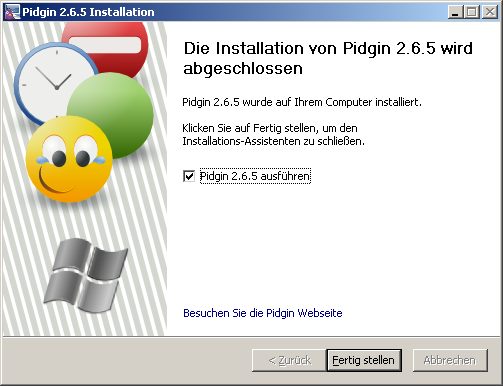 Pidgin 2.6.5 Installation
Die Installation von Pidgin 2.6.5 wird
abgeschlossen
Pidgin 2.6.5 wurde auf Ihrem Computer installiert.
Klicken Sie auf Fertig stellen, um den
Installations-Assistenten zu schließen.
Pidgin 2.6.5 ausführen
Besuchen Sie die Pidgin Webseite
< Zurück
Fertig stellen
Abbrechen